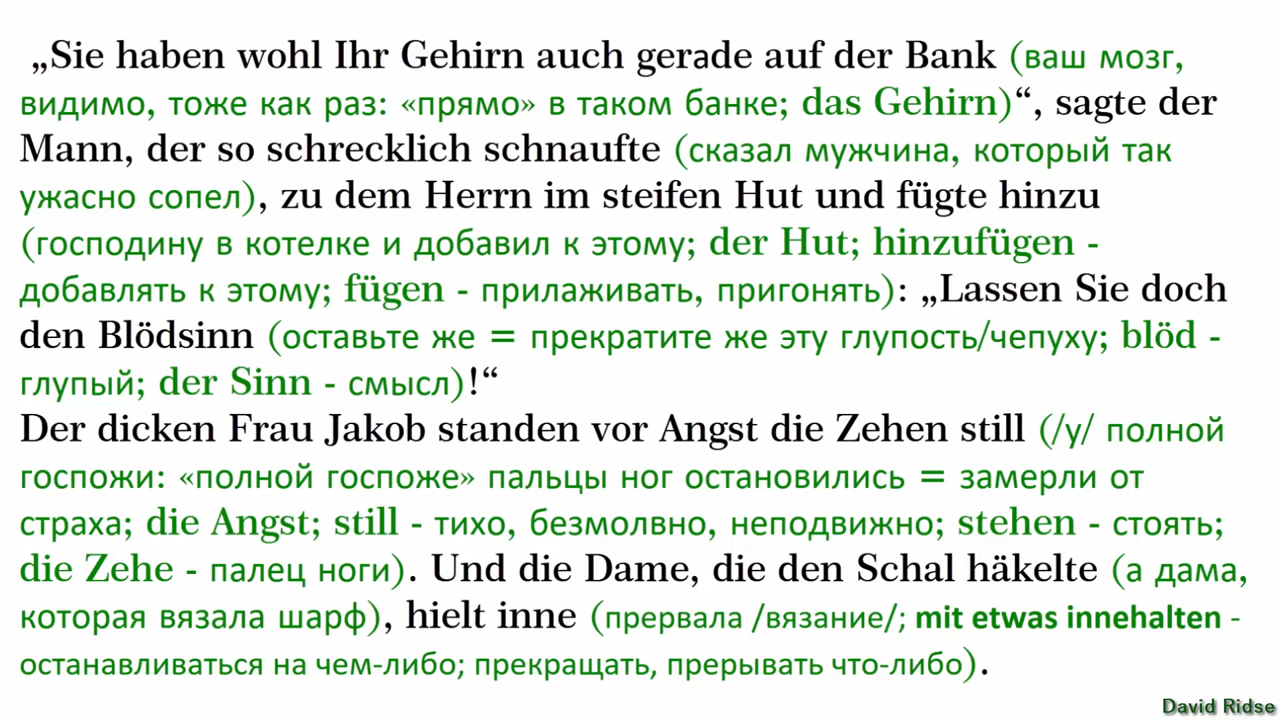 „Sie haben wohl Ihr Gehirn auch gerade auf der Bank (ваш мозг,
видимо, тоже как раз: «прямо» в таком банке; das Gehirn)“, sagte der
Mann, der so schrecklich schnaufte (сказал мужчина, который так
ужасно сопел), zu dem Herrn im steifen Hut und fügte hinzu
(господину в котелке и добавил к этому; der Hut; hinzufügen -
добавлять к этому; fügen - прилаживать, пригонять): „Lassen Sie doch
den Blödsinn (оставьте же = прекратите же эту глупость/чепуху; blöd -
глупый; der Sinn - смысл)!“
Der dicken Frau Jakob standen vor Angst die Zehen still (/у/ полной
госпожи: «полной госпоже» пальцы ног остановились = замерли от
страха; die Angst; still - тихо, безмолвно, неподвижно; stehen - стоять;
die Zehe - палец ноги). Und die Dame, die den Schal häkelte (а дама,
которая вязала шарф), hielt inne (прервала /вязание/; mit etwas innehalten -
останавливаться на чем-либо; прекращать, прерывать что-либо).
David Ridse